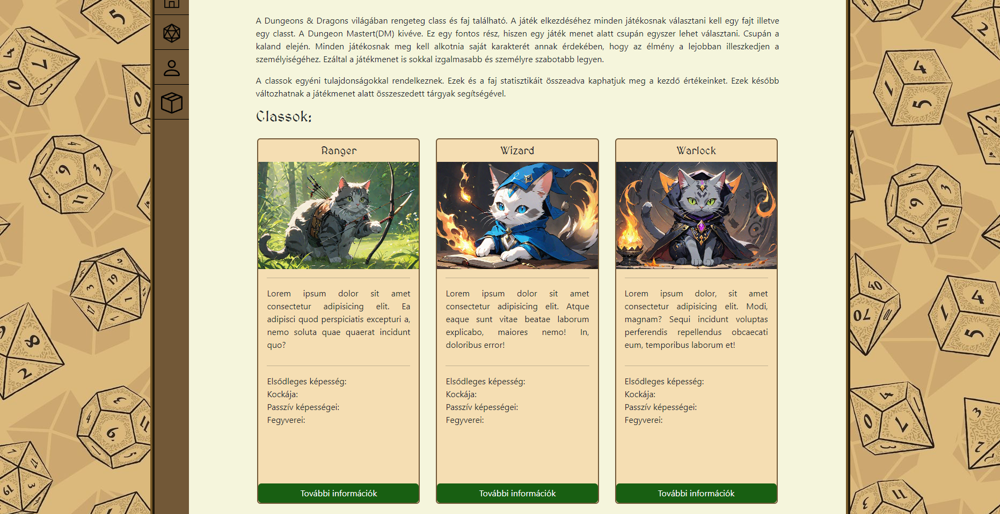 A Dungeons & Dragons világában rengeteg class és faj található. A játék elkezdéséhez minden játékosnak választani kell egy fajt illetve
egy classt. A Dungeon Mastert(DM) kivéve. Ez egy fontos rész, hiszen egy játék menet alatt csupán egyszer lehet választani. Csupán a
kaland elején. Minden játékosnak meg kell alkotnia saját karakterét annak érdekében, hogy az élmény a lejobban illeszkedjen a
személyiségéhez. Ezáltal a játékmenet is sokkal izgalmasabb és személyre szabotabb legyen.
A classok egyéni tulajdonságokkal rendelkeznek. Ezek és a faj statisztikáit összeadva kaphatjuk meg a kezdő értékeinket. Ezek később
változhatnak a játékmenet alatt összeszedett tárgyak segítségével.
Classok:
Ranger
Lorem ipsum dolor sit amet
consectetur adipisicing elit. Ea
adipisci quod perspiciatis excepturi a,
nemo soluta quae quaerat incidunt
quo?
Elsődleges képesség:
Kockája:
Passzív képességei:
Fegyverei:
További információk
Wizard
Lorem ipsum dolor sit amet
consectetur adipisicing elit. Atque
eaque sunt vitae beatae laborum
explicabo, maiores nemo! In,
doloribus error!
Elsődleges képesség:
Kockája:
Passzív képességei:
Fegyverei:
További információk
Warlock
Lorem ipsum dolor, sit amet
consectetur adipisicing elit. Modi,
magnam? Sequi incidunt voluptas
perferendis repellendus obcaecati
eum, temporibus laborum et!
Elsődleges képesség:
Kockája:
Passzív képességei:
Fegyverei:
További információk